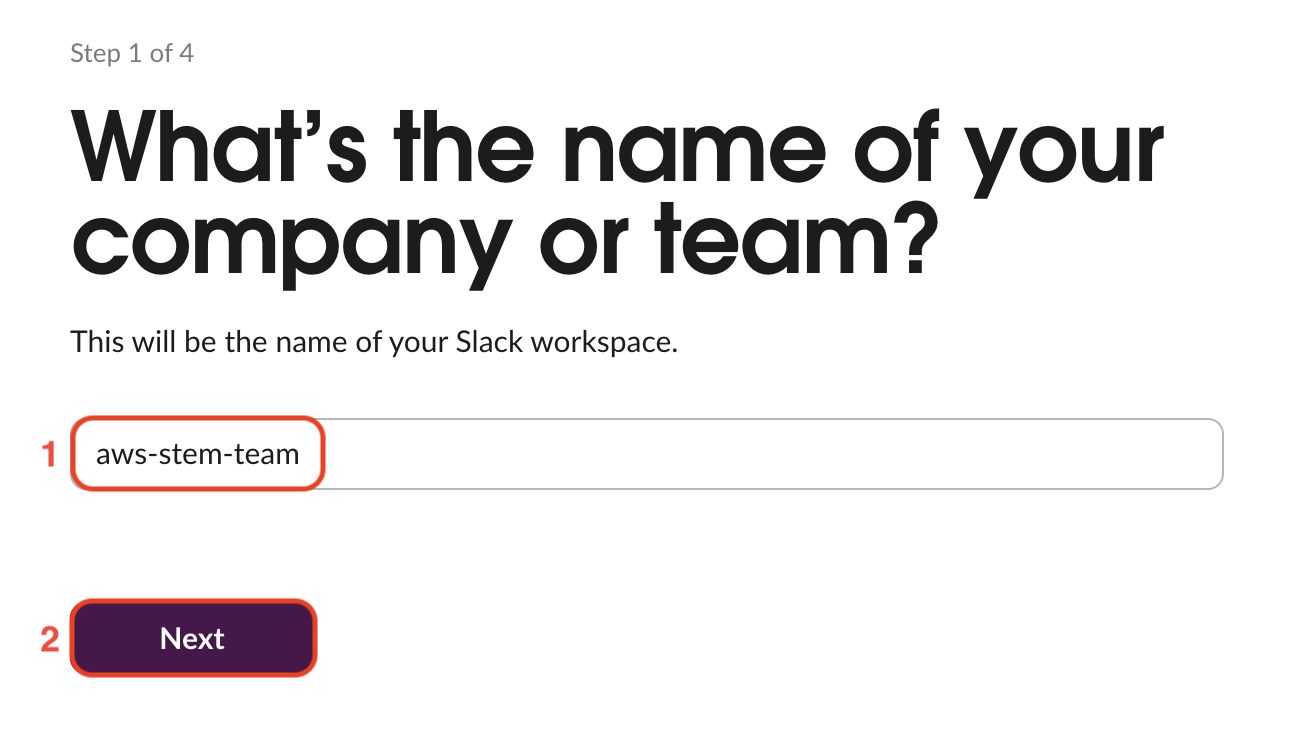 Step 1 of 4
What’s the name of your
company or team?
This will be the name of your Slack workspace.
1 aws-stem-team
2 Next